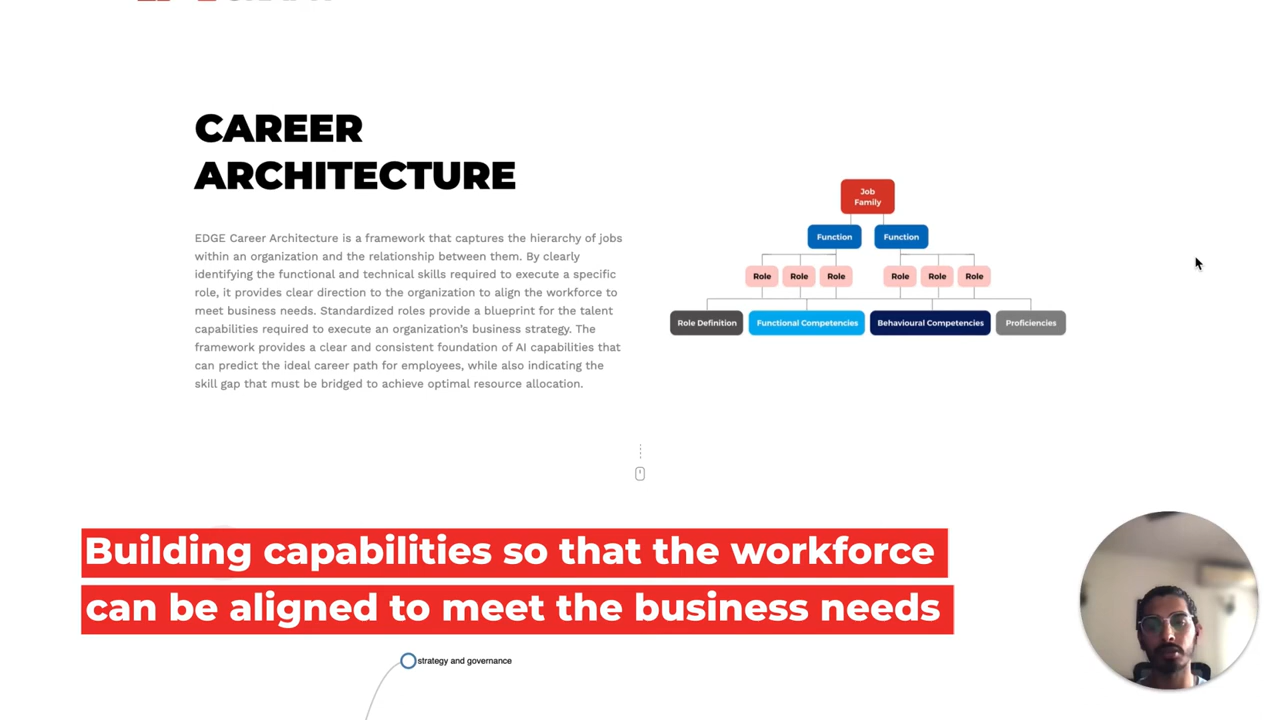 CAREER
ARCHITECTURE
EDGE Career Architecture is a framework that captures the hierarchy of jobs
within an organization and the relationship between them. By clearly
identifying the functional and technical skills required to execute a specific
role, it provides clear direction to the organization to align the workforce to
meet business needs. Standardized roles provide a blueprint for the talent
capabilities required to execute an organization's business strategy. The
framework provides a clear and consistent foundation of AI capabilities that
can predict the ideal career path for employees, while also indicating the
skill gap that must be bridged to achieve optimal resource allocation.
Job
Family
Function Function
Role Role Role Role Role Role
Role Definition Functional Competencies Behavioural Competencies Proficiencies
Building capabilities so that the workforce
can be aligned to meet the business needs
strategy and governance